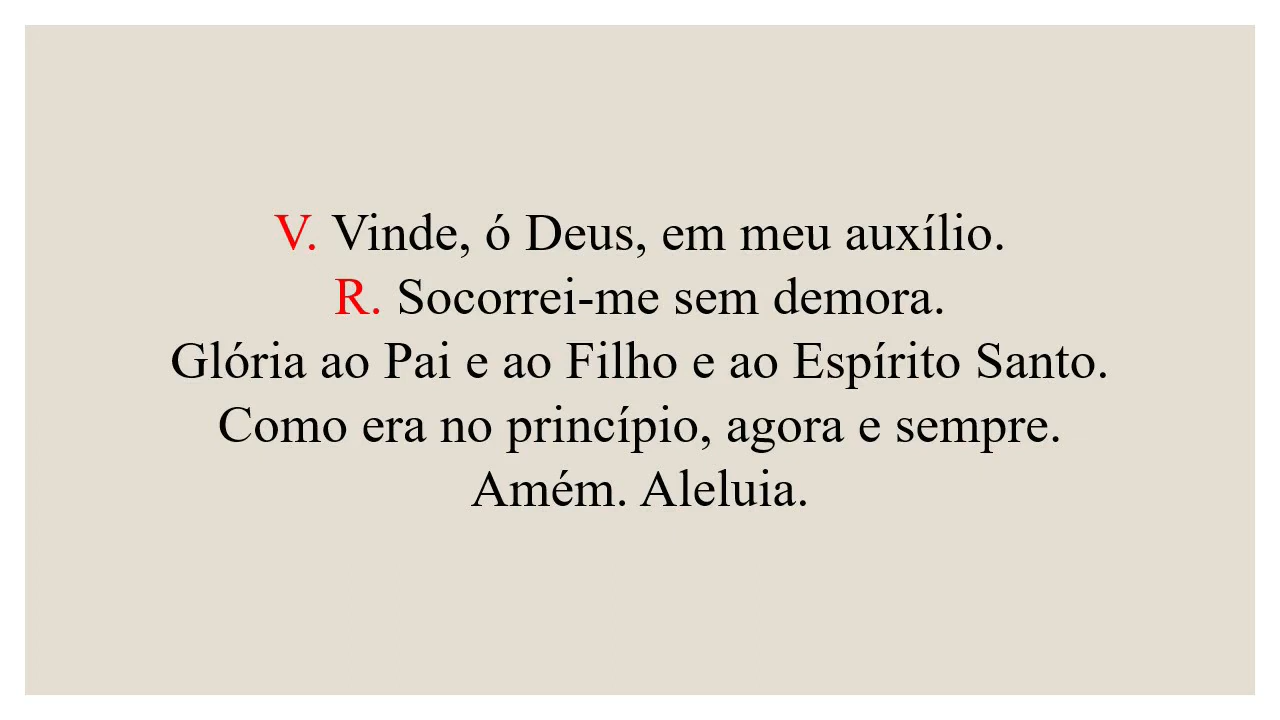 V. Vinde, ó Deus, em meu auxílio.
R. Socorrei-me sem demora.
Glória ao Pai e ao Filho e ao Espírito Santo.
Como era no princípio, agora e sempre.
Amém. Aleluia.